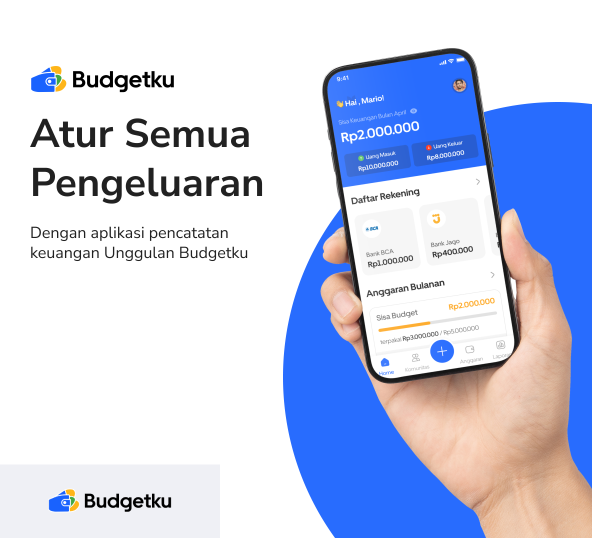 Budgetku
Atur Semua
Pengeluaran
Dengan aplikasi pencatatan
keuangan Unggulan Budgetku
9:41
Hai , Mario!
Sisa Keuangan Bulan April
Rp2.000.000
Uang Masuk
Rp10.000.000
Uang Keluar
Rp8.000.000
Daftar Rekening
BCA
Bank BCA
Rp1.000.000
Bank Jago
Rp400.000
Anggaran Bulanan
Sisa Budget
Rp2.000.000
terpakai Rp3.000.000 / Rp5.000.000
Home
Komunitas
Anggaran
Budgetku